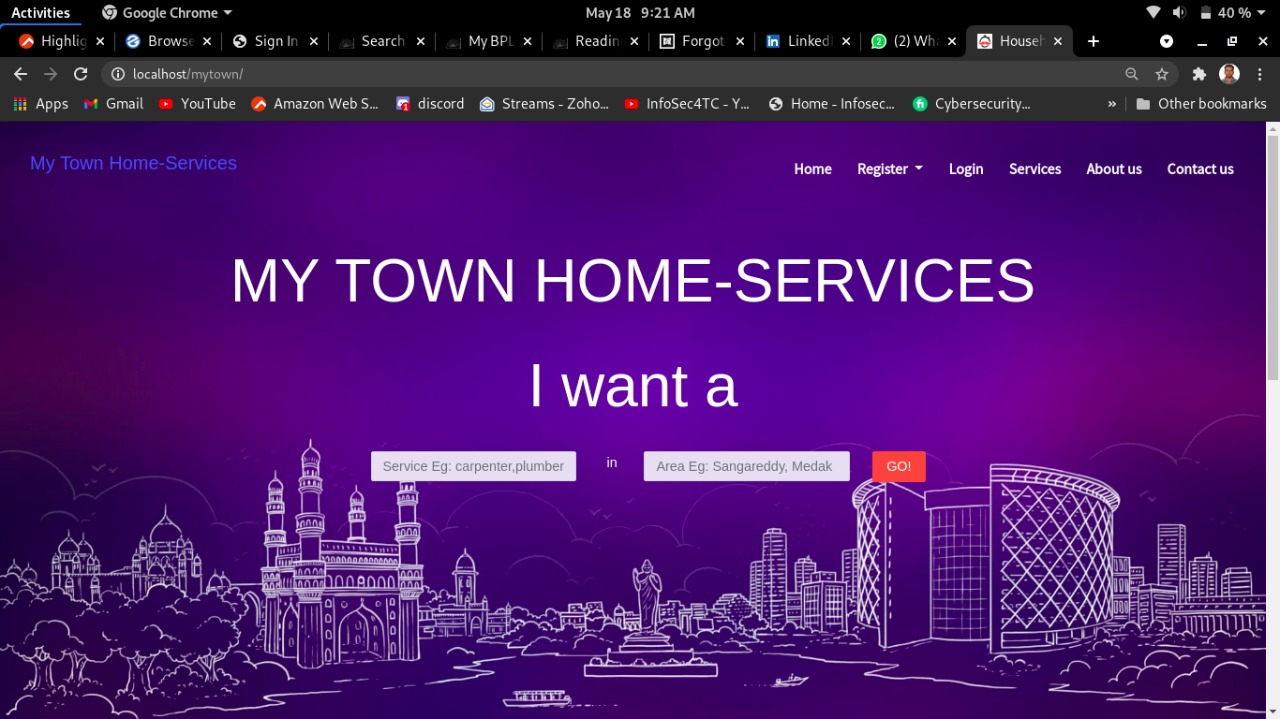 Activities Google Chrome May 18 9:21 AM 40 %
Highlig Browse Sign In Search My BPL Readin Forgot LinkedI (2) Wha Househ
localhost/mytown/
Apps Gmail YouTube Amazon Web S... discord Streams - Zoho... InfoSec4TC - Y... Home - Infosec... Cybersecurity... » Other bookmarks
My Town Home-Services
Home Register Login Services About us Contact us
MY TOWN HOME-SERVICES
I want a
Service Eg: carpenter,plumber in Area Eg: Sangareddy, Medak GO!